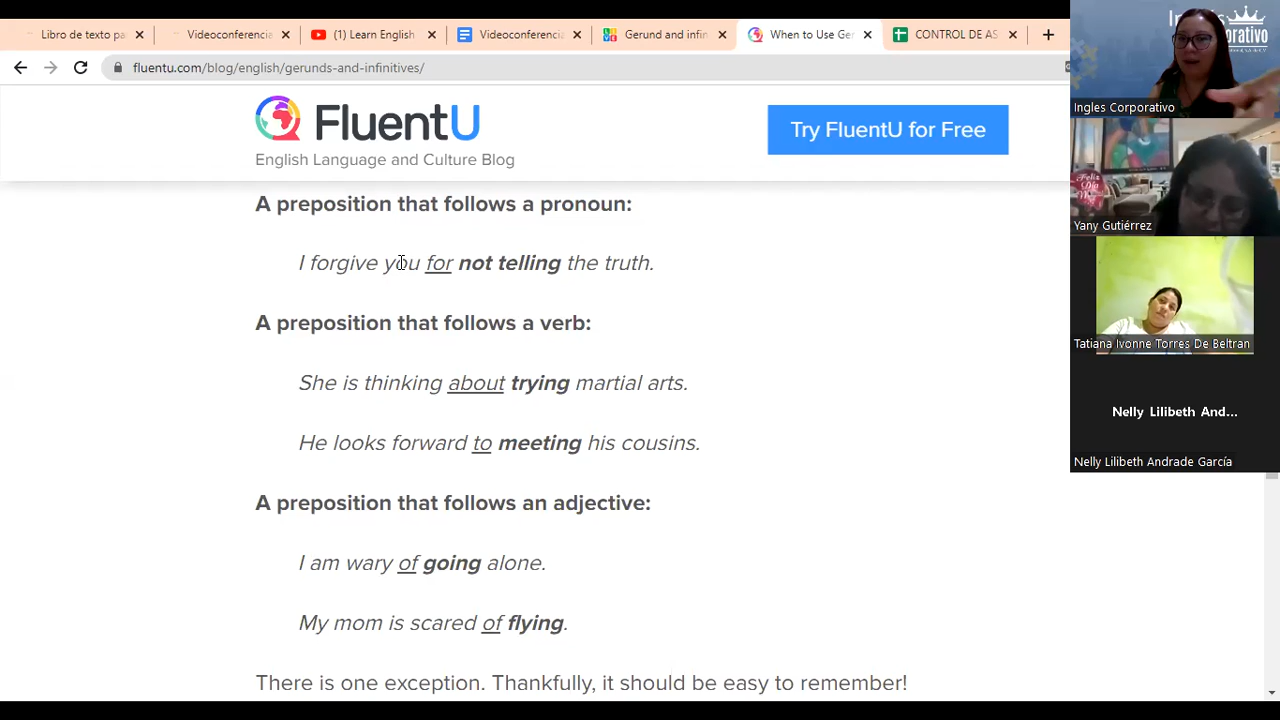 Libro de texto pa
Videoconferencia
(1) Learn English
Videoconferencia
Gerund and infin
When to Use Ger
CONTROL DE AS
fluentu.com/blog/english/gerunds-and-infinitives/
FluentU
English Language and Culture Blog
Try FluentU for Free
A preposition that follows a pronoun:
I forgive you for not telling the truth.
A preposition that follows a verb:
She is thinking about trying martial arts.
He looks forward to meeting his cousins.
A preposition that follows an adjective:
I am wary of going alone.
My mom is scared of flying.
There is one exception. Thankfully, it should be easy to remember!
Ingles Corporativo
Feliz
Día
Yany Gutiérrez
Tatiana Ivonne Torres De Beltran
Nelly Lilibeth And...
Nelly Lilibeth Andrade García